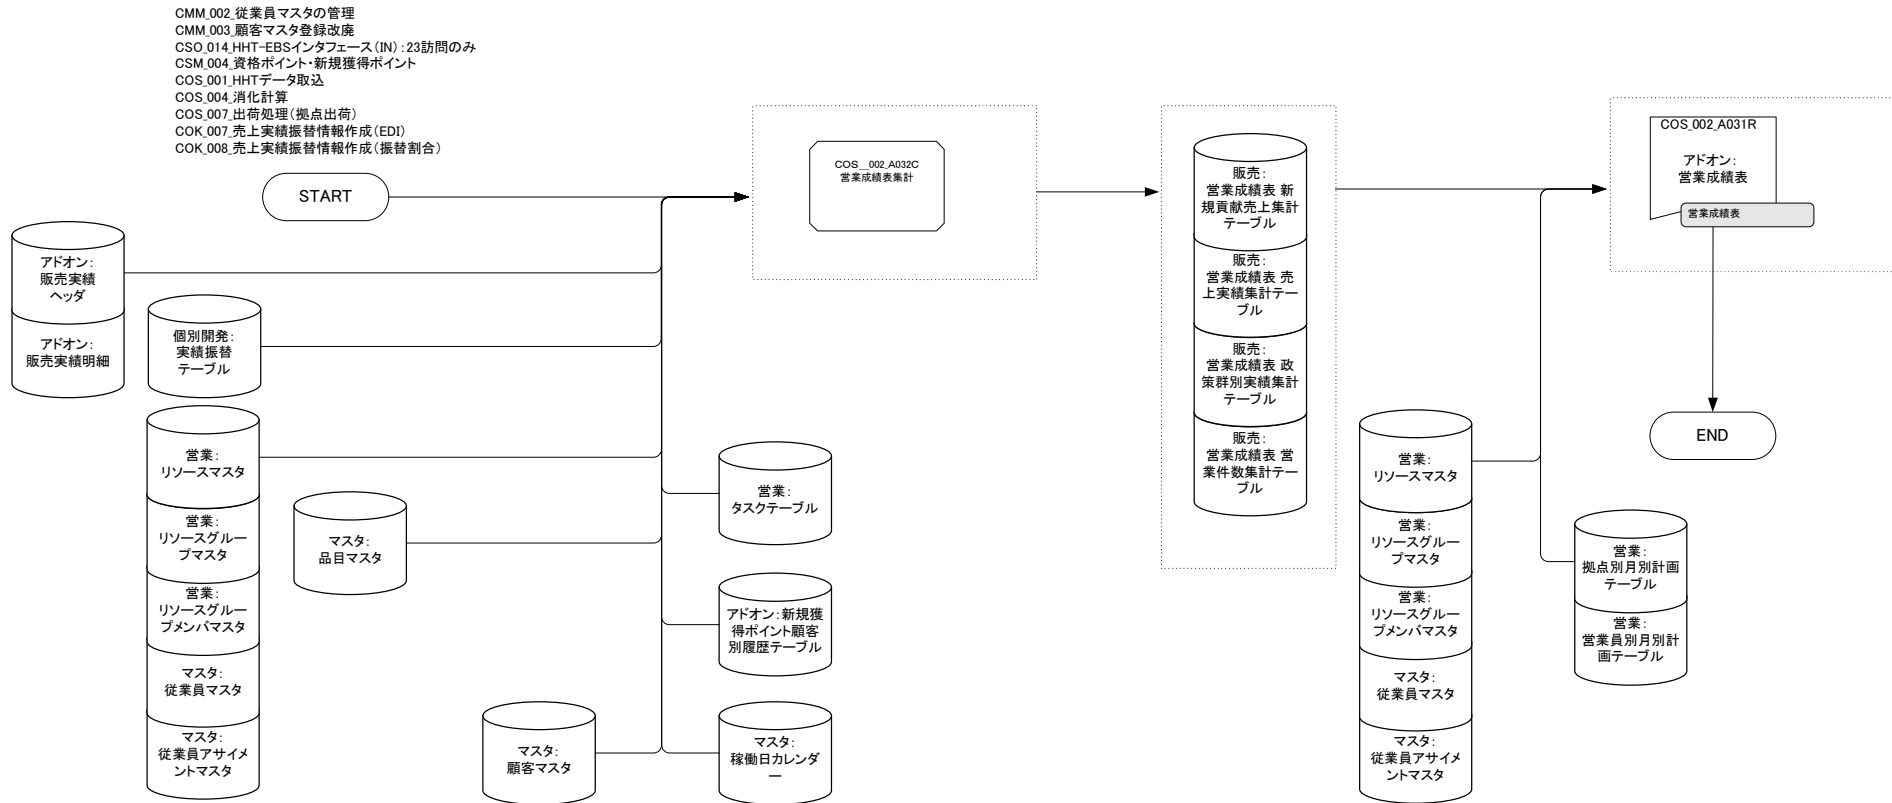 CMM_002_従業員マスタの管理
CMM_003_顧客マスタ登録改廃
CSO_014_HHT-EBSインタフェース(IN):23訪問のみ
CSM_004_資格ポイント・新規獲得ポイント
COS_001_HHTデータ取込
COS_004_消化計算
COS_007_出荷処理(拠点出荷)
COK_007_売上実績振替情報作成(EDI)
COK_008_売上実績振替情報作成(振替割合)
START
アドオン:
販売実績
ヘッダ
アドオン:
販売実績明細
個別開発:
実績振替
テーブル
営業:
リソースマスタ
営業:
リソースグルー
プマスタ
営業:
リソースグルー
プメンバマスタ
マスタ:
従業員マスタ
マスタ:
従業員アサイメ
ントマスタ
マスタ:
品目マスタ
マスタ:
顧客マスタ
営業:
タスクテーブル
アドオン:新規獲
得ポイント顧客
別履歴テーブル
マスタ:
稼働日カレンダ
ー
COS__002_A032C
営業成績表集計
販売:
営業成績表 新
規貢献売上集計
テーブル
販売:
営業成績表 売
上実績集計テー
ブル
販売:
営業成績表 政
策群別実績集計
テーブル
販売:
営業成績表 営
業件数集計テー
ブル
営業:
リソースマスタ
営業:
リソースグルー
プマスタ
営業:
リソースグルー
プメンバマスタ
マスタ:
従業員マスタ
マスタ:
従業員アサイメ
ントマスタ
営業:
拠点別月別計画
テーブル
営業:
営業員別月別計
画テーブル
COS_002_A031R
アドオン:
営業成績表
営業成績表
END